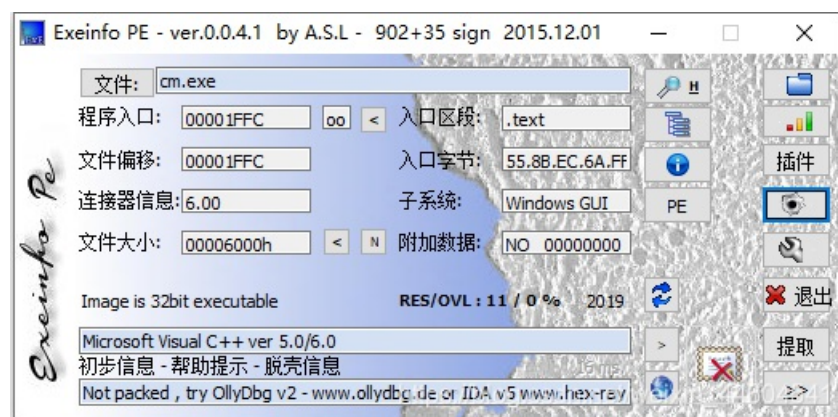 Exeinfo PE - ver.0.0.4.1 by A.S.L - 902+35 sign 2015.12.01
Exeinfo Pe
文件: cm.exe H
程序入口: 00001FFC oo < 入口区段: .text
文件偏移: 00001FFC 入口字节: 55.8B.EC.6A.FF 插件
连接器信息: 6.00 子系统: Windows GUI PE
文件大小: 00006000h < N 附加数据: NO 00000000
Image is 32bit executable RES/OVL : 11 / 0 % 2019 退出
Microsoft Visual C++ ver 5.0/6.0 > 提取
初步信息 - 帮助提示 - 脱壳信息
Not packed , try OllyDbg v2 - www.ollydbg.de or IDA v5 www.hex-ray >>